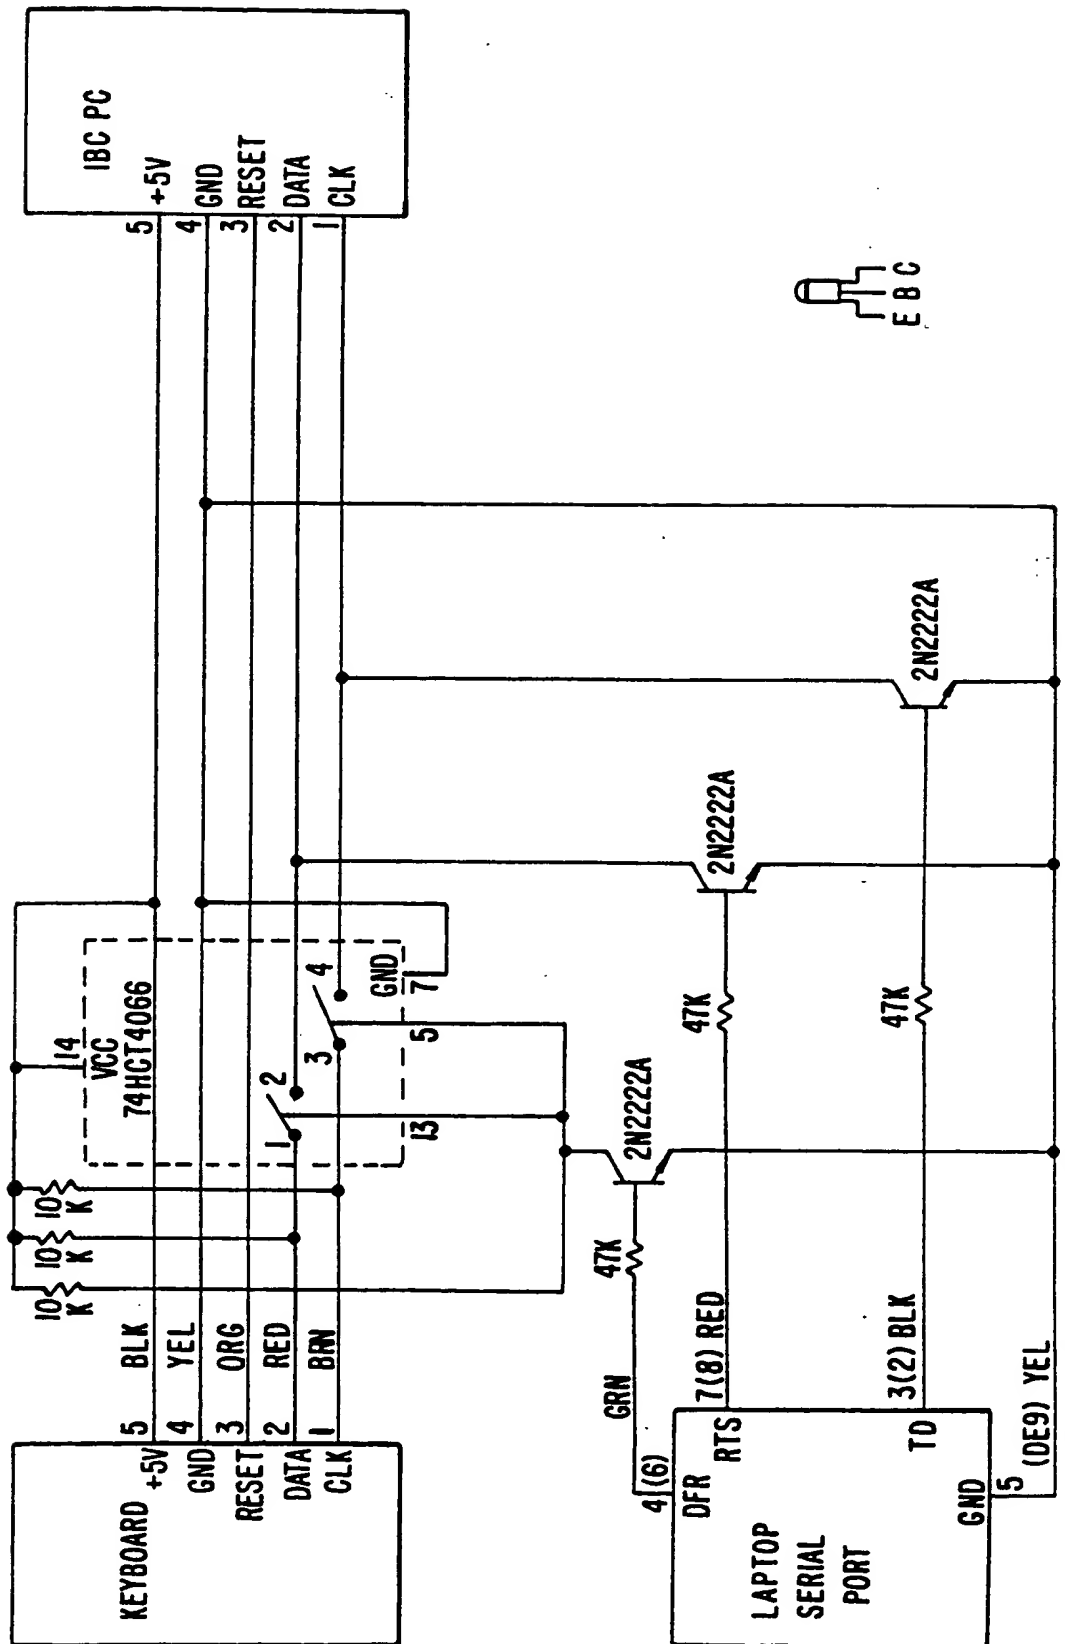 KEYBOARD
+5V
GND
RESET
DATA
CLK
5
4
3
2
1
BLK
YEL
ORG
RED
BRN
10
K
10
K
10
K
14
VCC
74HCT4066
1
2
3
4
GND
7
13
5
IBC PC
+5V
GND
RESET
DATA
CLK
5
4
3
2
1
LAPTOP
SERIAL
PORT
DFR
RTS
TD
GND
4(6)
GRN
7(8) RED
3(2) BLK
5
(DE9) YEL
47K
2N2222A
47K
2N2222A
47K
2N2222A
E B C